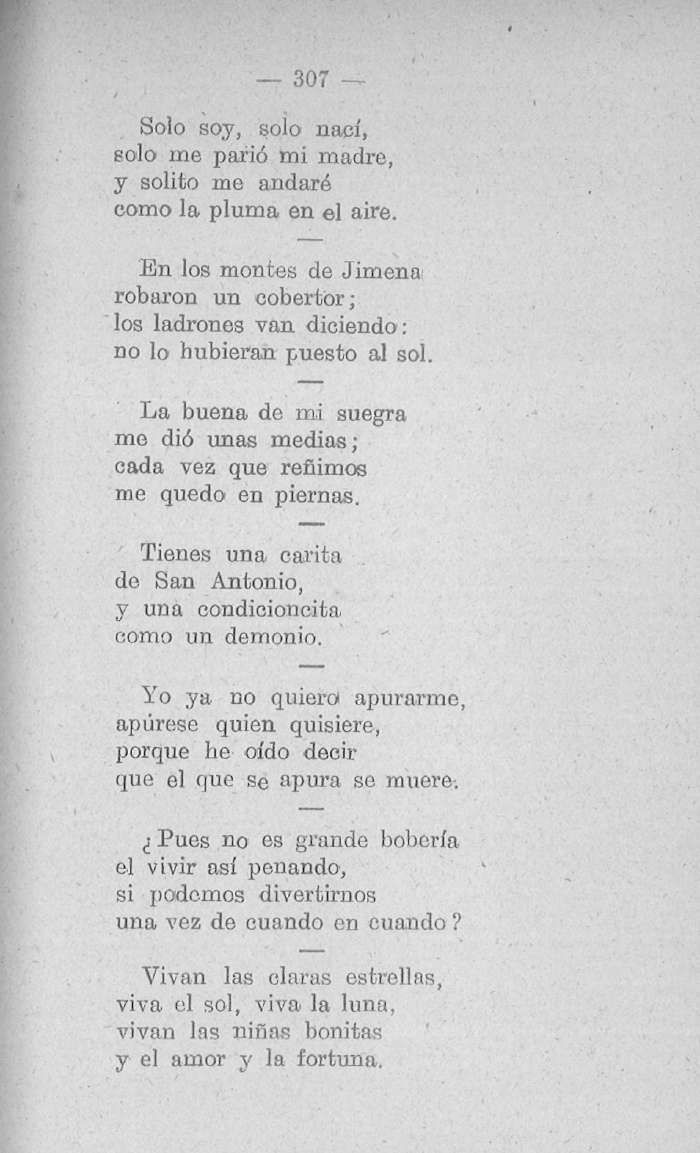 — 307 —
Solo soy, solo nací,
solo me parió mi madre,
y solito me andaré
como la pluma en el aire.
En los montes de Jimena
robaron un cobertor;
los ladrones van diciendo:
no lo hubieran puesto al sol.
La buena de mi suegra
me dió unas medias;
cada vez que reñimos
me quedo en piernas.
Tienes una carita
de San Antonio,
y una condicioncita
como un demonio.
Yo ya no quiero apurarme,
apúrese quien quisiere,
porque he oído decir
que el que se apura se muere.
¿Pues no es grande bobería
el vivir así penando,
si podemos divertirnos
una vez de cuando en cuando?
Vivan las claras estrellas,
viva el sol, viva la luna,
vivan las niñas bonitas
y el amor y la fortuna.